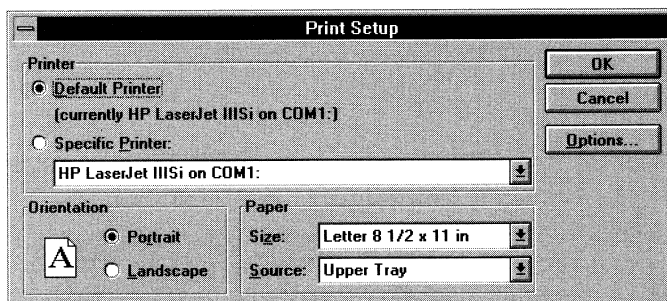 Print Setup
Printer
Default Printer
(currently HP LaserJet IIISi on COM1:)
Specific Printer:
HP LaserJet IIISi on COM1:
OK
Cancel
Options...
Orientation
A
Portrait
Landscape
Paper
Size: Letter 8 1/2 x 11 in
Source: Upper Tray